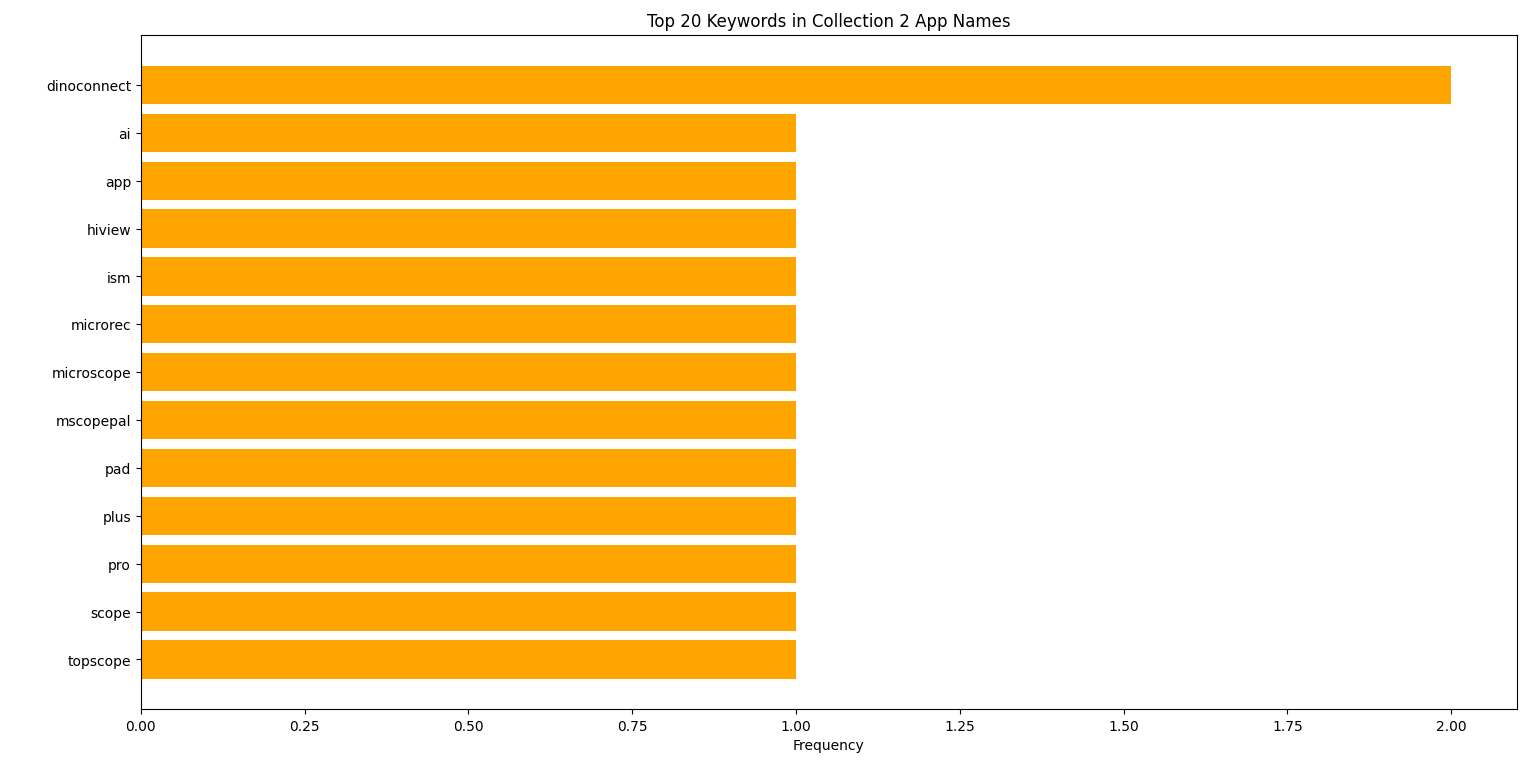 Top 20 Keywords in Collection 2 App Names
dinoconnect
ai
app
hiview
ism
microrec
microscope
mscopepal
pad
plus
pro
scope
topscope
0.00 0.25 0.50 0.75 1.00 1.25 1.50 1.75 2.00
Frequency